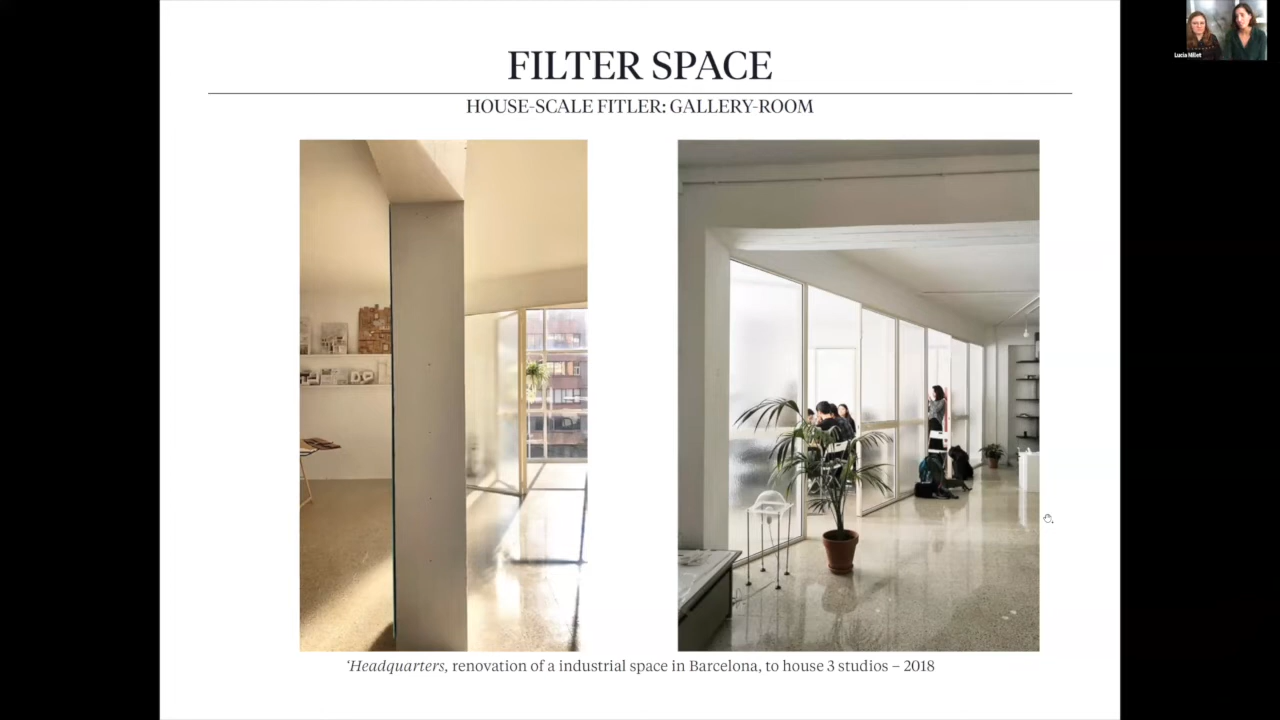 FILTER SPACE
HOUSE-SCALE FITLER: GALLERY-ROOM
Lucia Millet
‘Headquarters, renovation of a industrial space in Barcelona, to house 3 studios – 2018